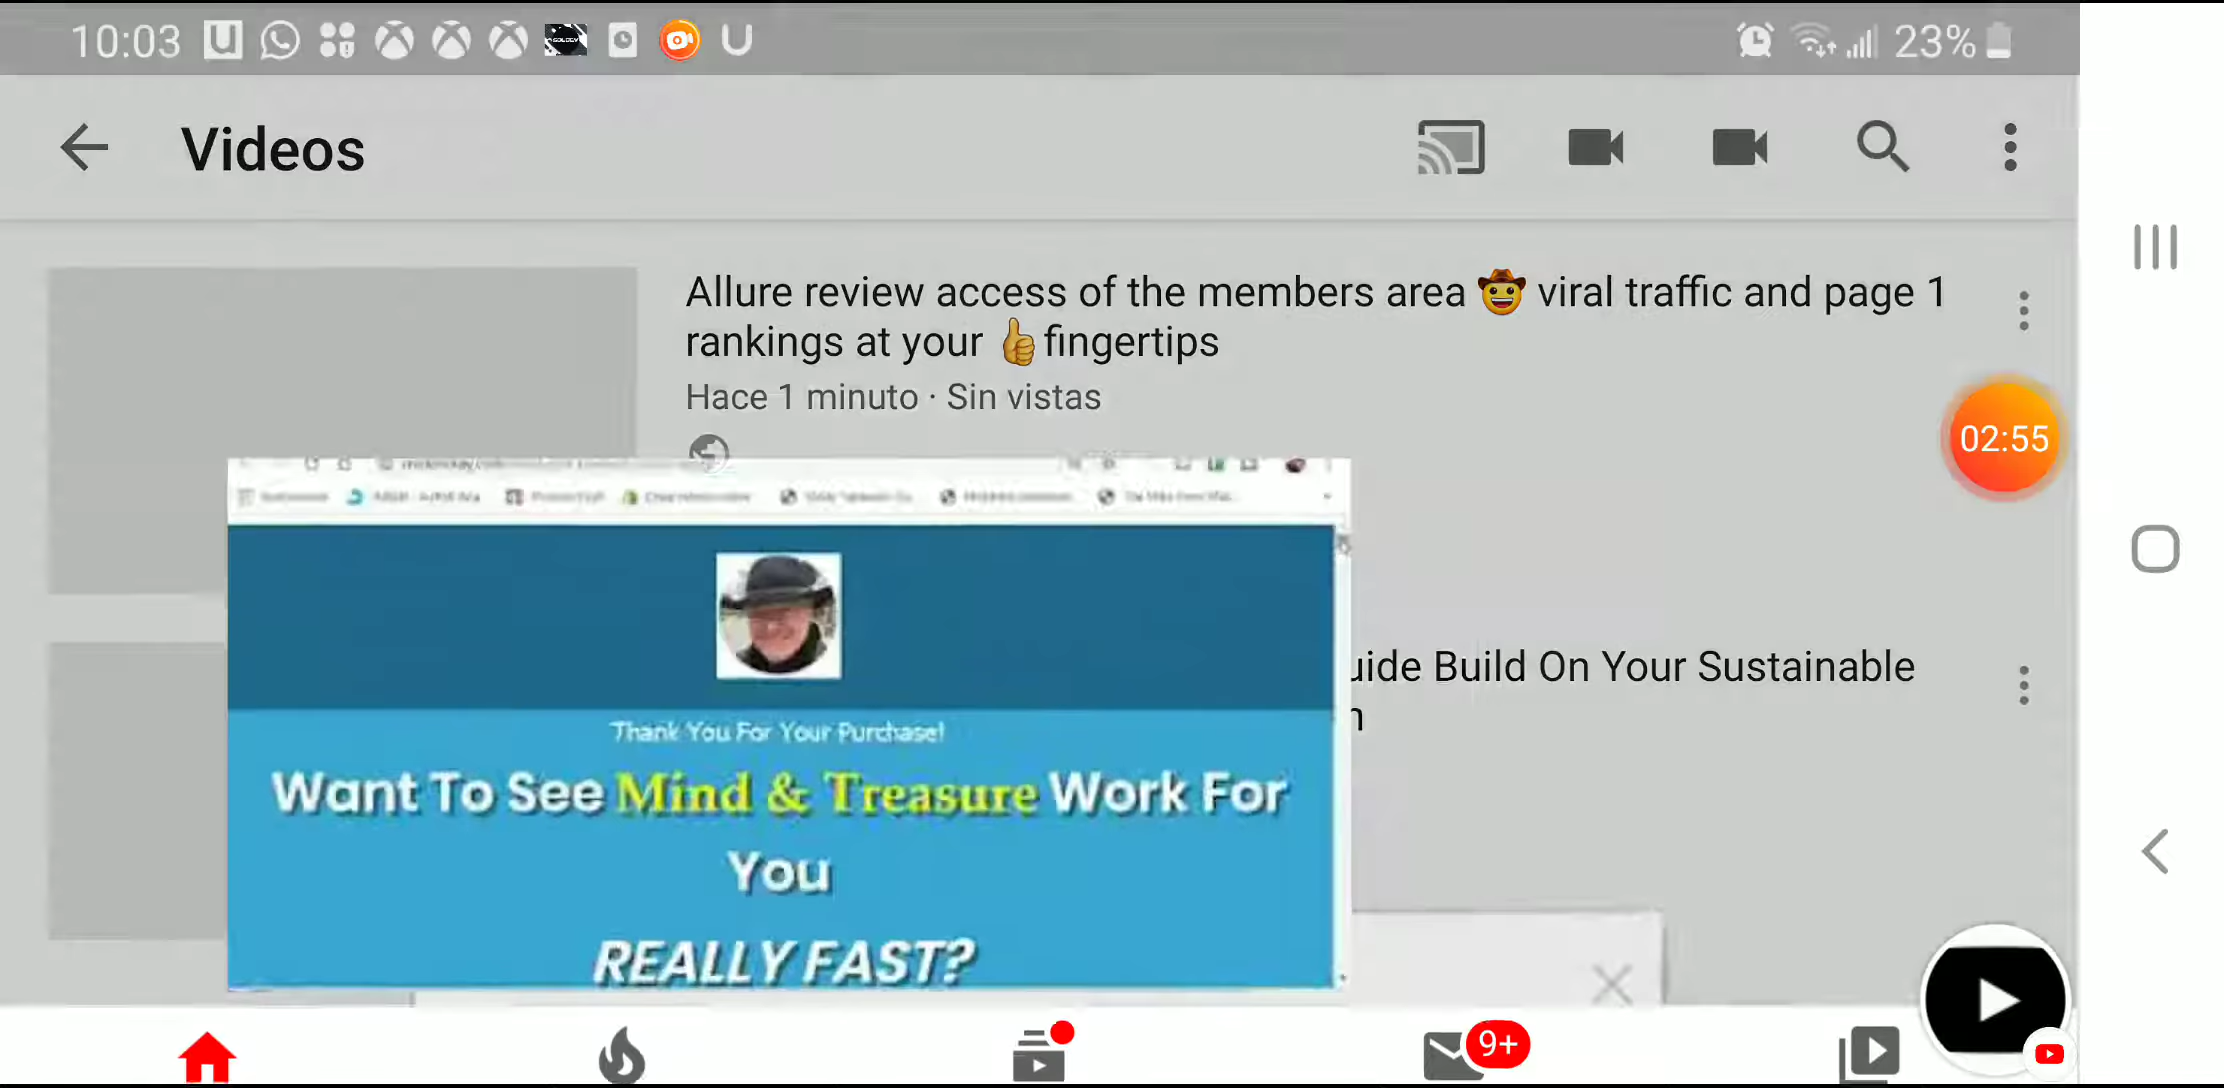 10:03
23%
Videos
Allure review access of the members area 🤠 viral traffic and page 1
rankings at your 👍 fingertips
Hace 1 minuto · Sin vistas
02:55
uide Build On Your Sustainable
n
Thank You For Your Purchase!
Want To See Mind & Treasure Work For
You
REALLY FAST?
9+